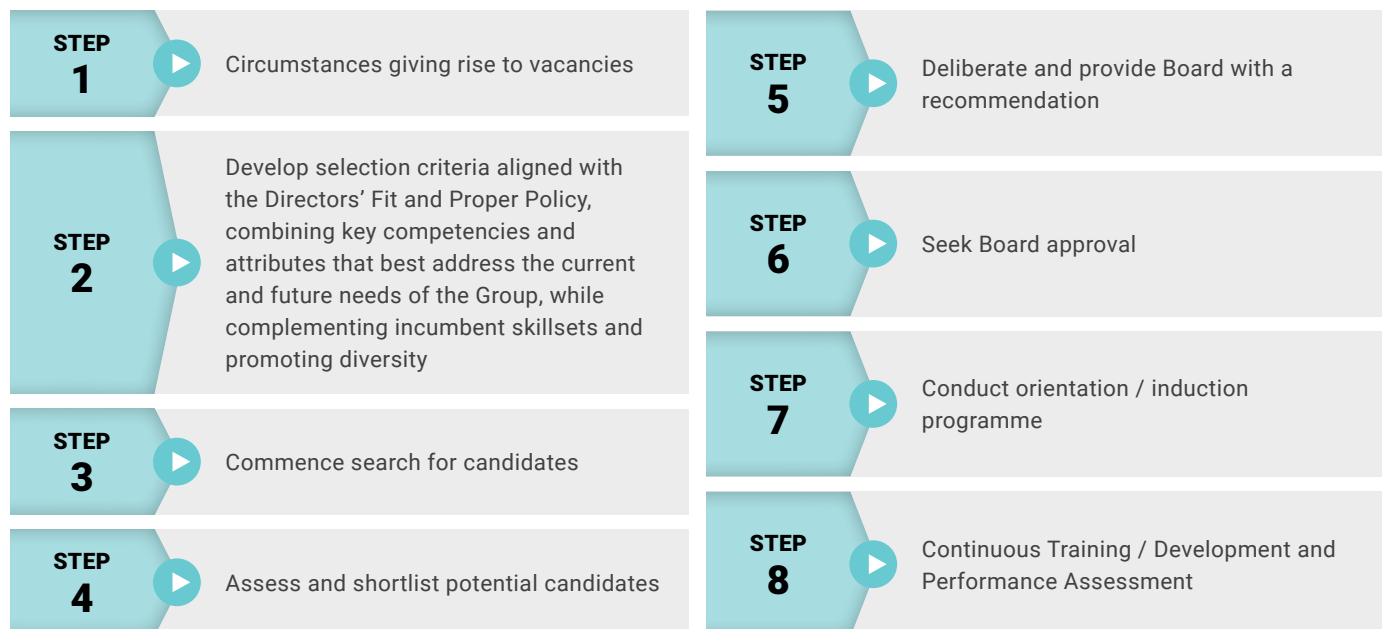 STEP
1
Circumstances giving rise to vacancies
STEP
2
Develop selection criteria aligned with
the Directors’ Fit and Proper Policy,
combining key competencies and
attributes that best address the current
and future needs of the Group, while
complementing incumbent skillsets and
promoting diversity
STEP
3
Commence search for candidates
STEP
4
Assess and shortlist potential candidates
STEP
5
Deliberate and provide Board with a
recommendation
STEP
6
Seek Board approval
STEP
7
Conduct orientation / induction
programme
STEP
8
Continuous Training / Development and
Performance Assessment